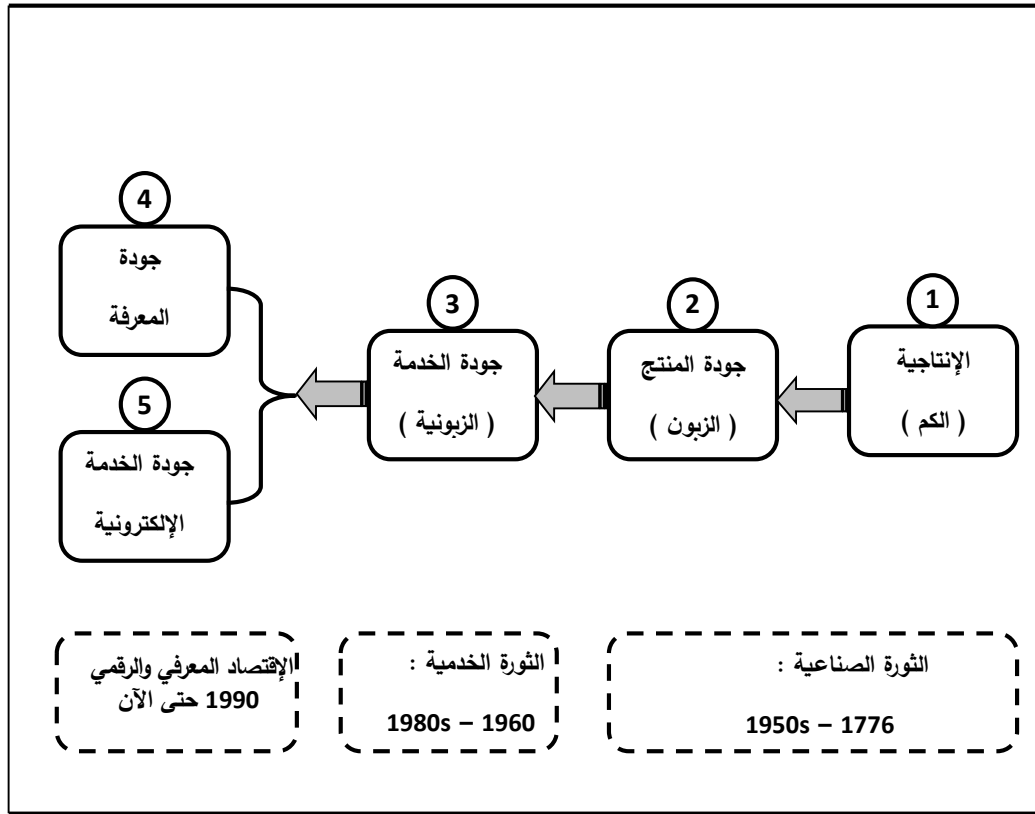 1
الإنتاجية
( الكم )
2
جودة المنتج
( الزبون )
3
جودة الخدمة
( الزبونية )
4
جودة
المعرفة
5
جودة الخدمة
الإلكترونية
الثورة الصناعية :
1776 – 1950s
الثورة الخدمية :
1960 – 1980s
الإقتصاد المعرفي والرقمي
1990 حتى الآن